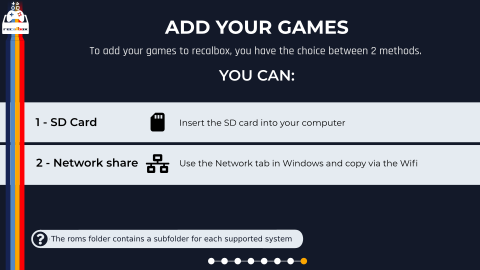 recalbox
ADD YOUR GAMES
To add your games to recalbox, you have the choice between 2 methods.
YOU CAN:
1 - SD Card
Insert the SD card into your computer
2 - Network share
Use the Network tab in Windows and copy via the Wifi
? The roms folder contains a subfolder for each supported system